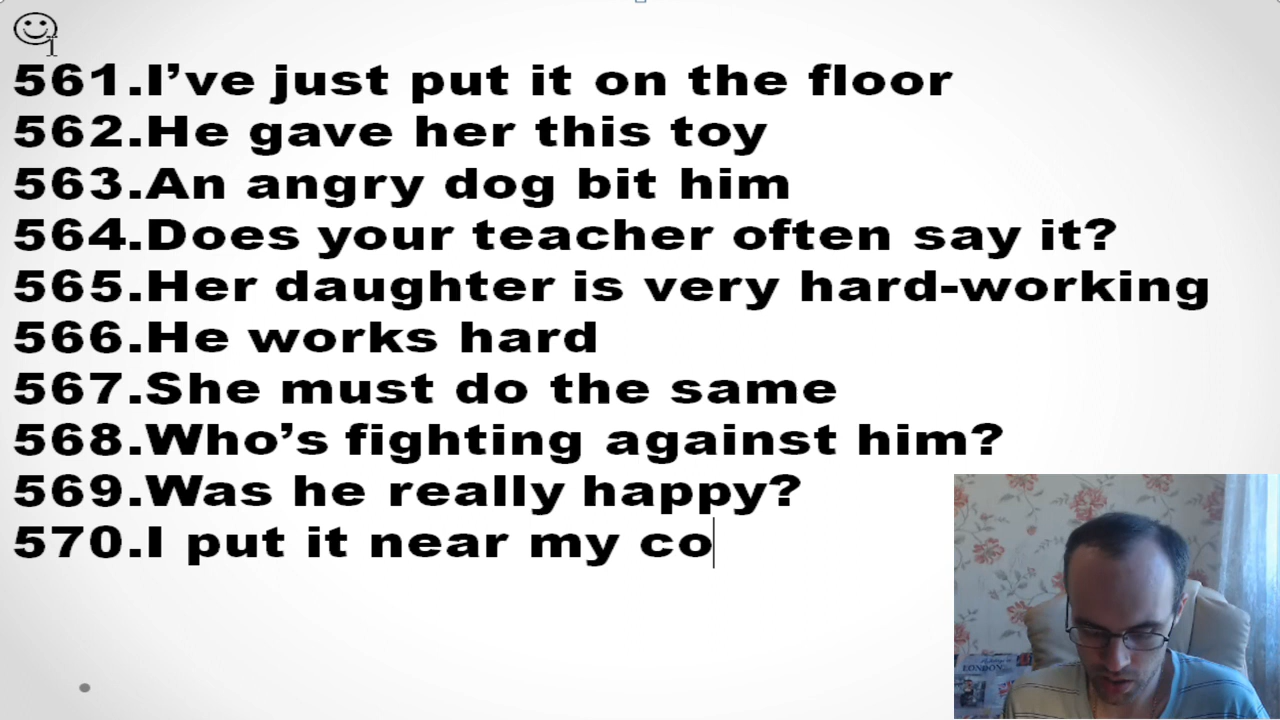 561.I’ve just put it on the floor
562.He gave her this toy
563.An angry dog bit him
564.Does your teacher often say it?
565.Her daughter is very hard-working
566.He works hard
567.She must do the same
568.Who’s fighting against him?
569.Was he really happy?
570.I put it near my co
LONDON